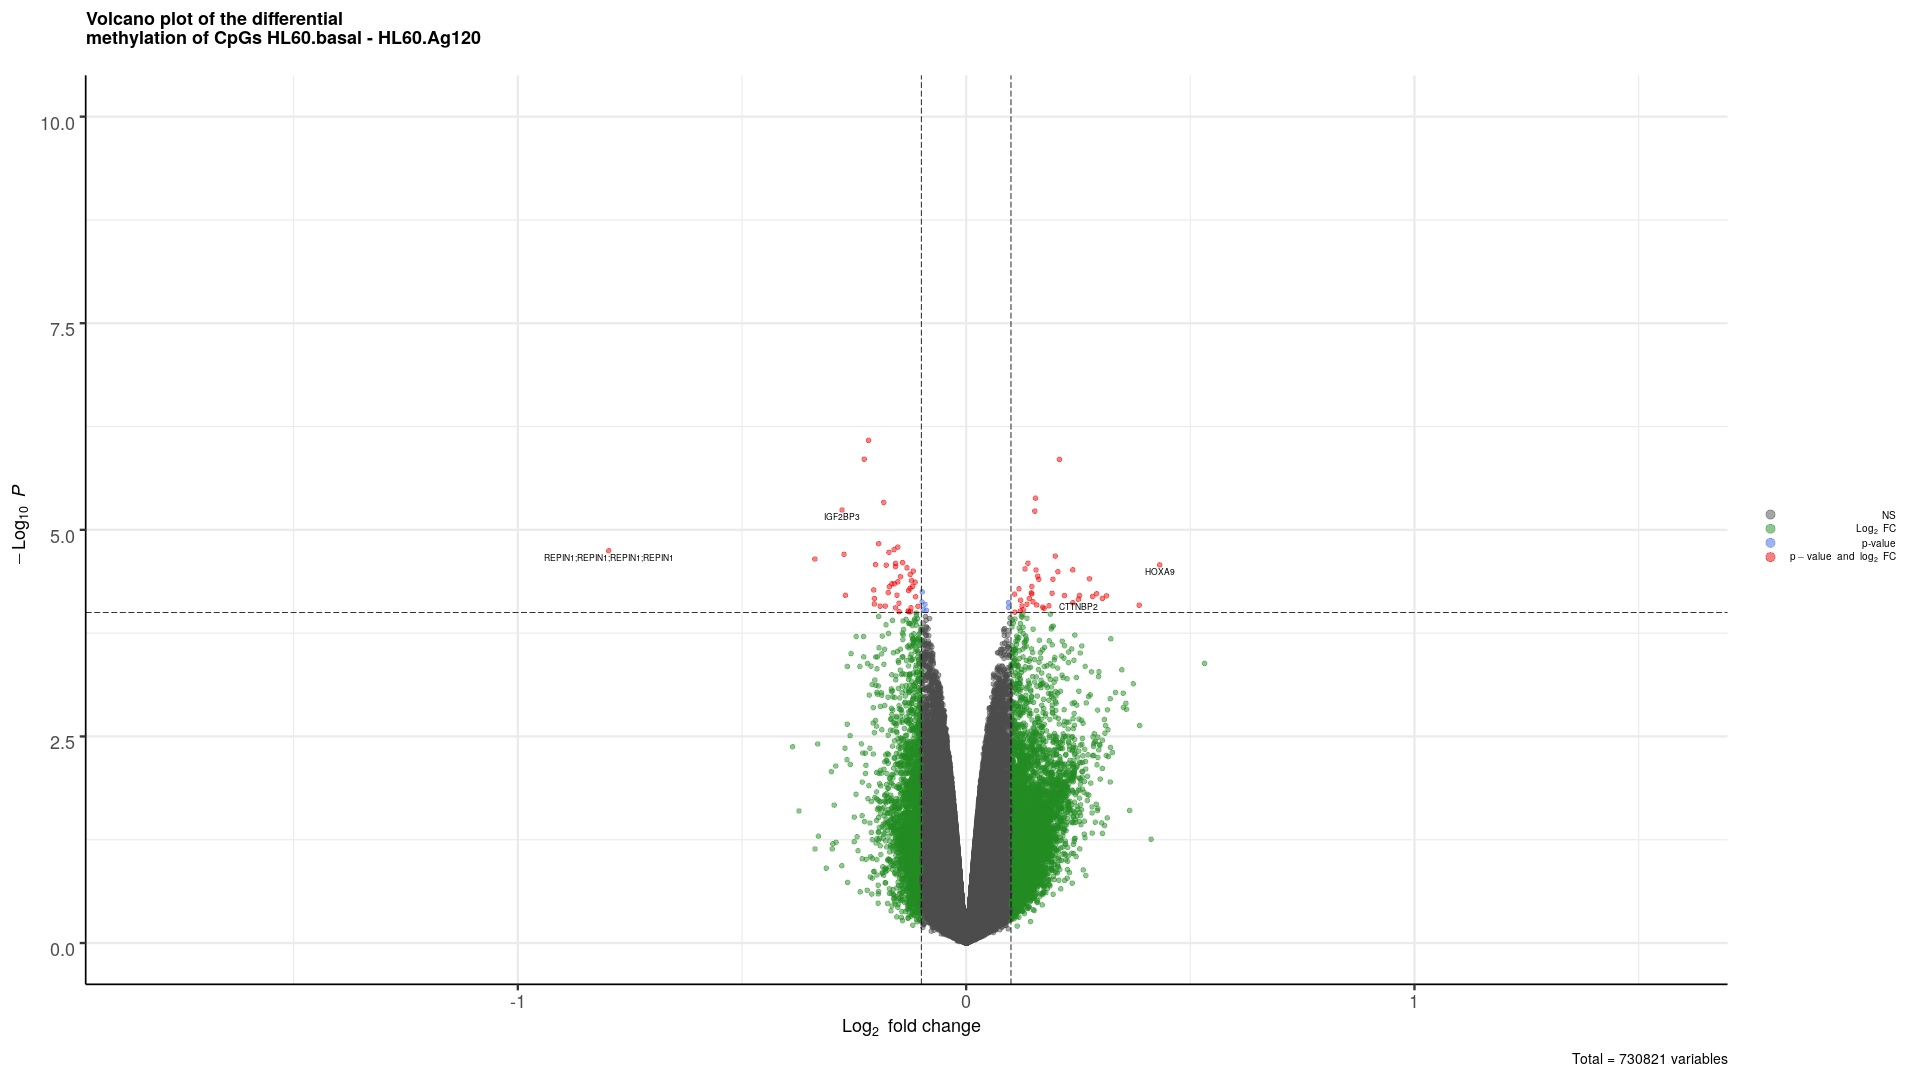 Volcano plot of the differential
methylation of CpGs HL60.basal - HL60.Ag120
10.0
7.5
5.0
2.5
0.0
−Log10 P
IGF2BP3
REPIN1;REPIN1;REPIN1;REPIN1
HOXA9
CTTNBP2
NS
Log2 FC
p-value
p − value and log2 FC
-1
0
1
Log2 fold change
Total = 730821 variables